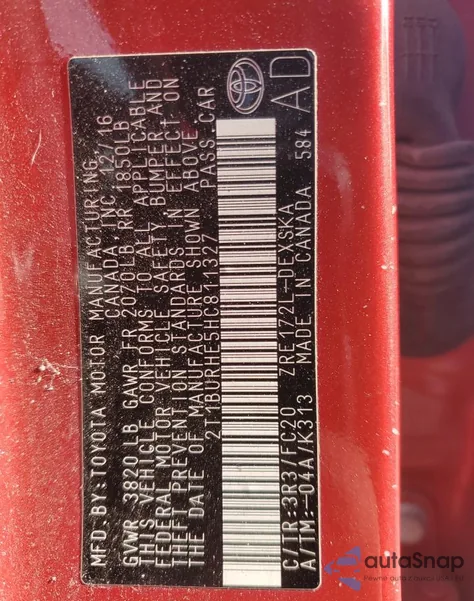 MFD. BY: TOYOTA MOTOR MANUFACTURING
CANADA INC. 12/16
GVWR 3820LB GAWR FR 2070LB RR 1850LB
THIS VEHICLE CONFORMS TO ALL APPLICABLE
FEDERAL MOTOR VEHICLE SAFETY BUMPER AND
THEFT PREVENTION STANDARDS IN EFFECT ON
THE DATE OF MANUFACTURE SHOWN ABOVE.
2T1BURHE5HC811327 PASS. CAR
C/TR:3R3/FC20 ZRE172L-DEXSKA
A/TM:-04A/K313 MADE IN CANADA 584
AD
autoSnap